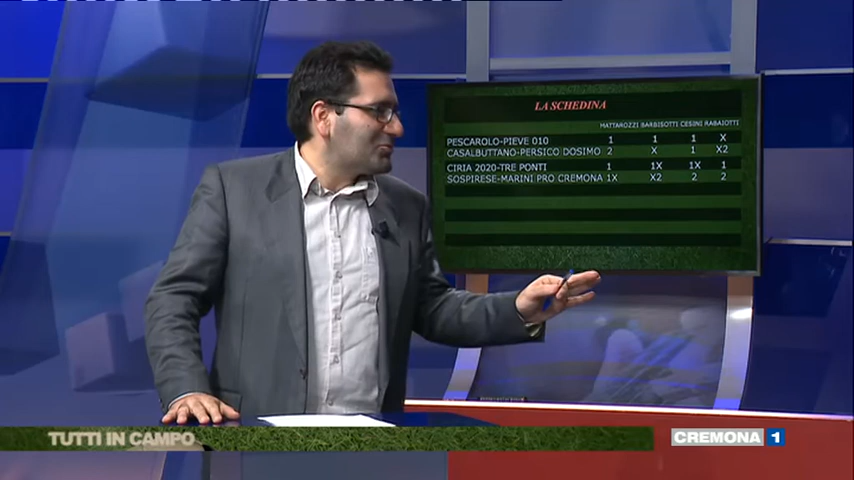 LA SCHEDINA
MATTAROZZI BARBISOTTI CESINI RABAIOTTI
PESCAROLO-PIEVE 010 1 1 1 X
CASALBUTTANO-PERSICO DOSIMO 2 X 1 X2
CIRIA 2020-TRE PONTI 1 1X 1X 1
SOSPIRESE-MARINI PRO CREMONA 1X X2 2 2
TUTTI IN CAMPO
CREMONA 1